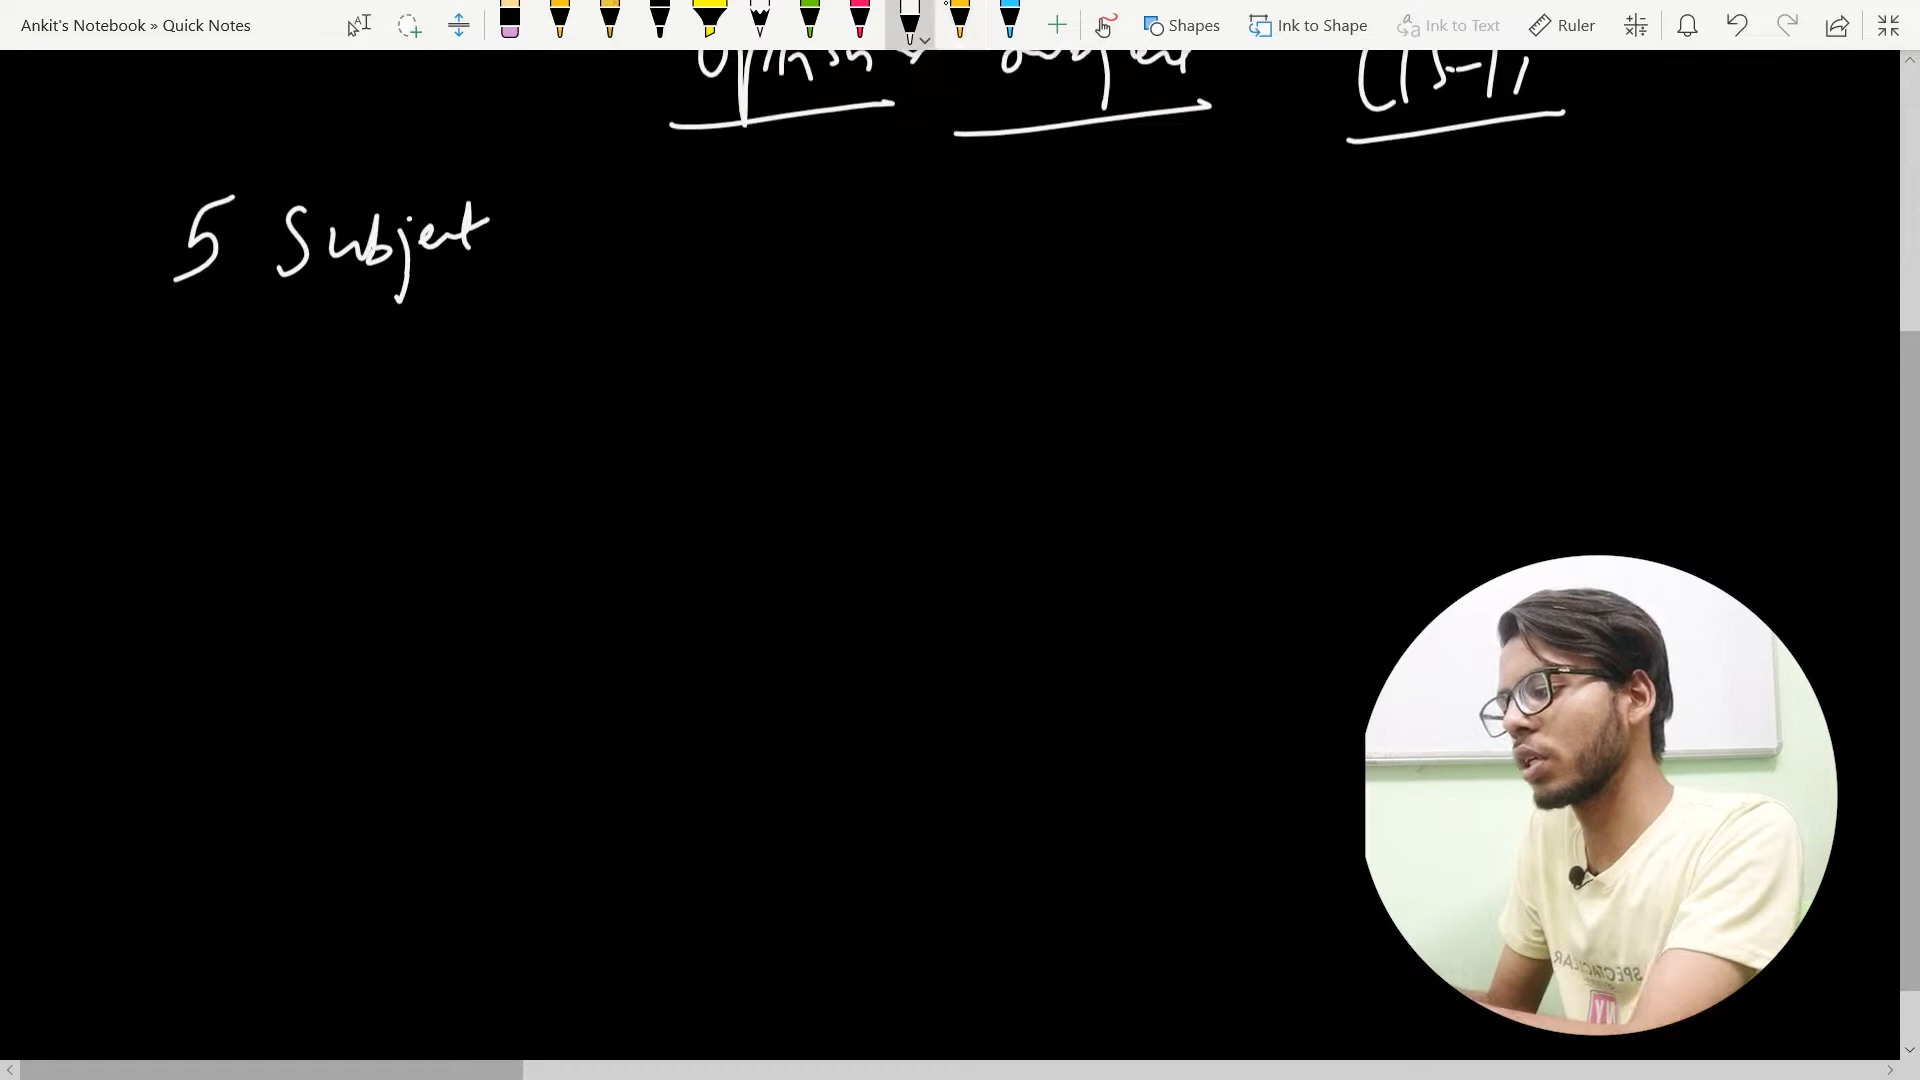 Ankit's Notebook » Quick Notes
Shapes
Ink to Shape
Ink to Text
Ruler
5 Subject